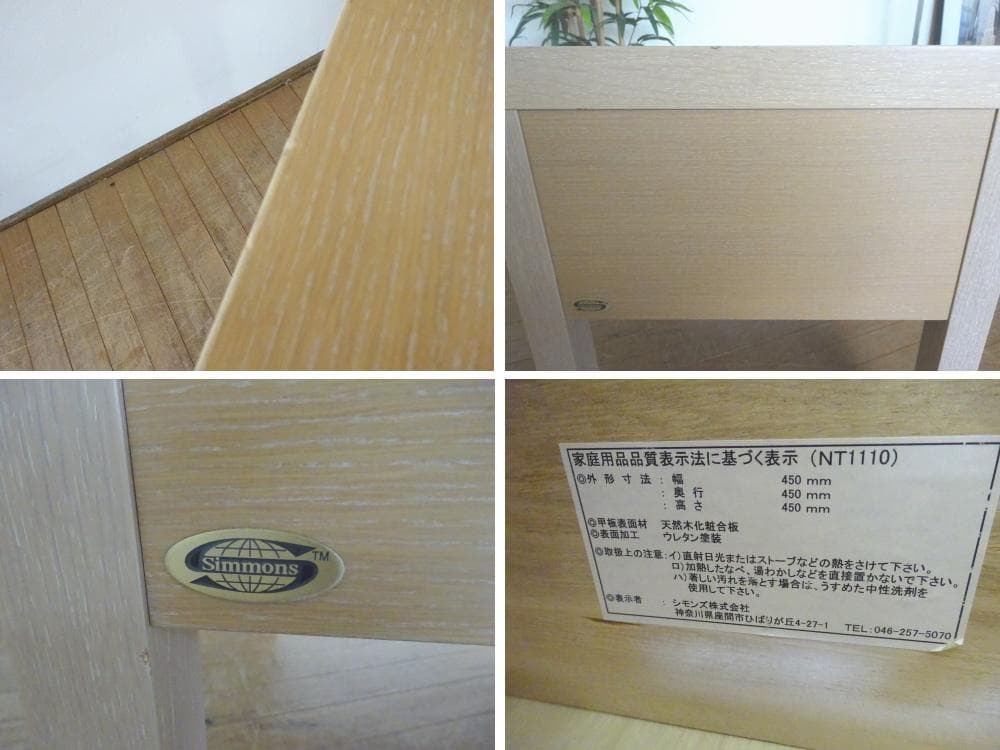 Simmons TM
家庭用品品質表示法に基づく表示 (NT1110)
◎外形寸法 : 幅 450 mm
: 奥行 450 mm
: 高さ 450 mm
◎甲板表面材 天然木化粧合板
◎表面加工 ウレタン塗装
◎取扱上の注意:イ)直射日光またはストーブなどの熱をさけて下さい。
ロ)加熱したなべ、湯わかしなどを直接置かないで下さい。
ハ)著しい汚れを落とす場合は、うすめた中性洗剤を
使用して下さい。
◎表示者 : シモンズ株式会社
神奈川県座間市ひばりが丘4-27-1 TEL:046-257-5070